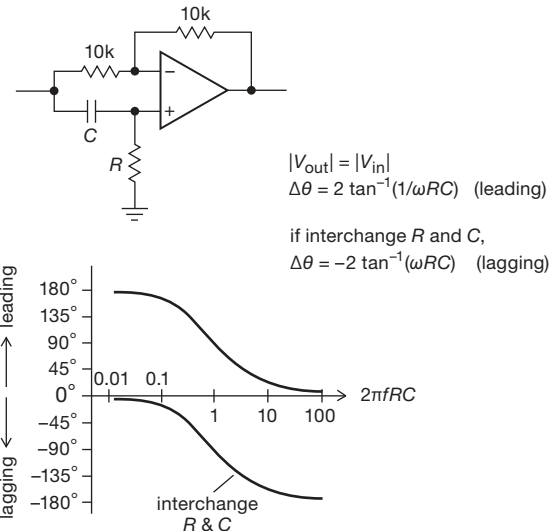 10k
10k
−
+
C
R
|Vout| = |Vin|
Δθ = 2 tan⁻¹(1/ωRC) (leading)
if interchange R and C,
Δθ = −2 tan⁻¹(ωRC) (lagging)
leading
lagging
180°
135°
90°
45°
0°
−45°
−90°
−135°
−180°
0.01 0.1
1 10 100
2πfRC
interchange
R & C